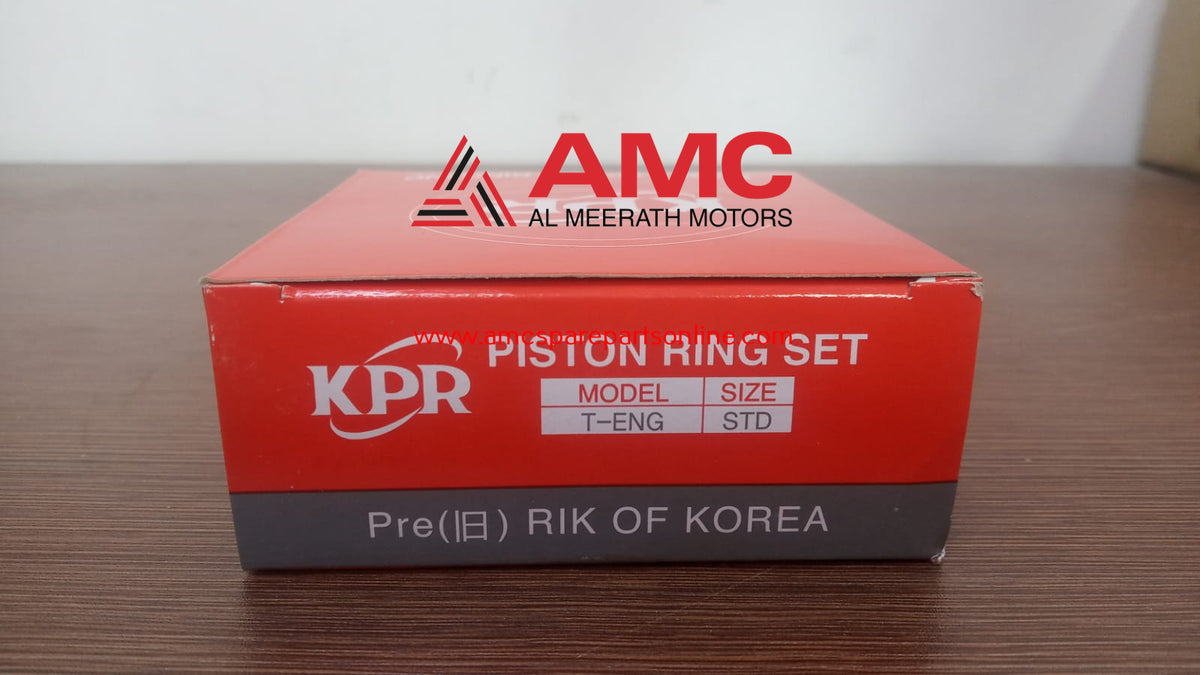 AMC
AL MEERATH MOTORS
www.amcsparepartsonline.com
KPR
PISTON RING SET
MODEL SIZE
T-ENG STD
Pre(旧) RIK OF KOREA